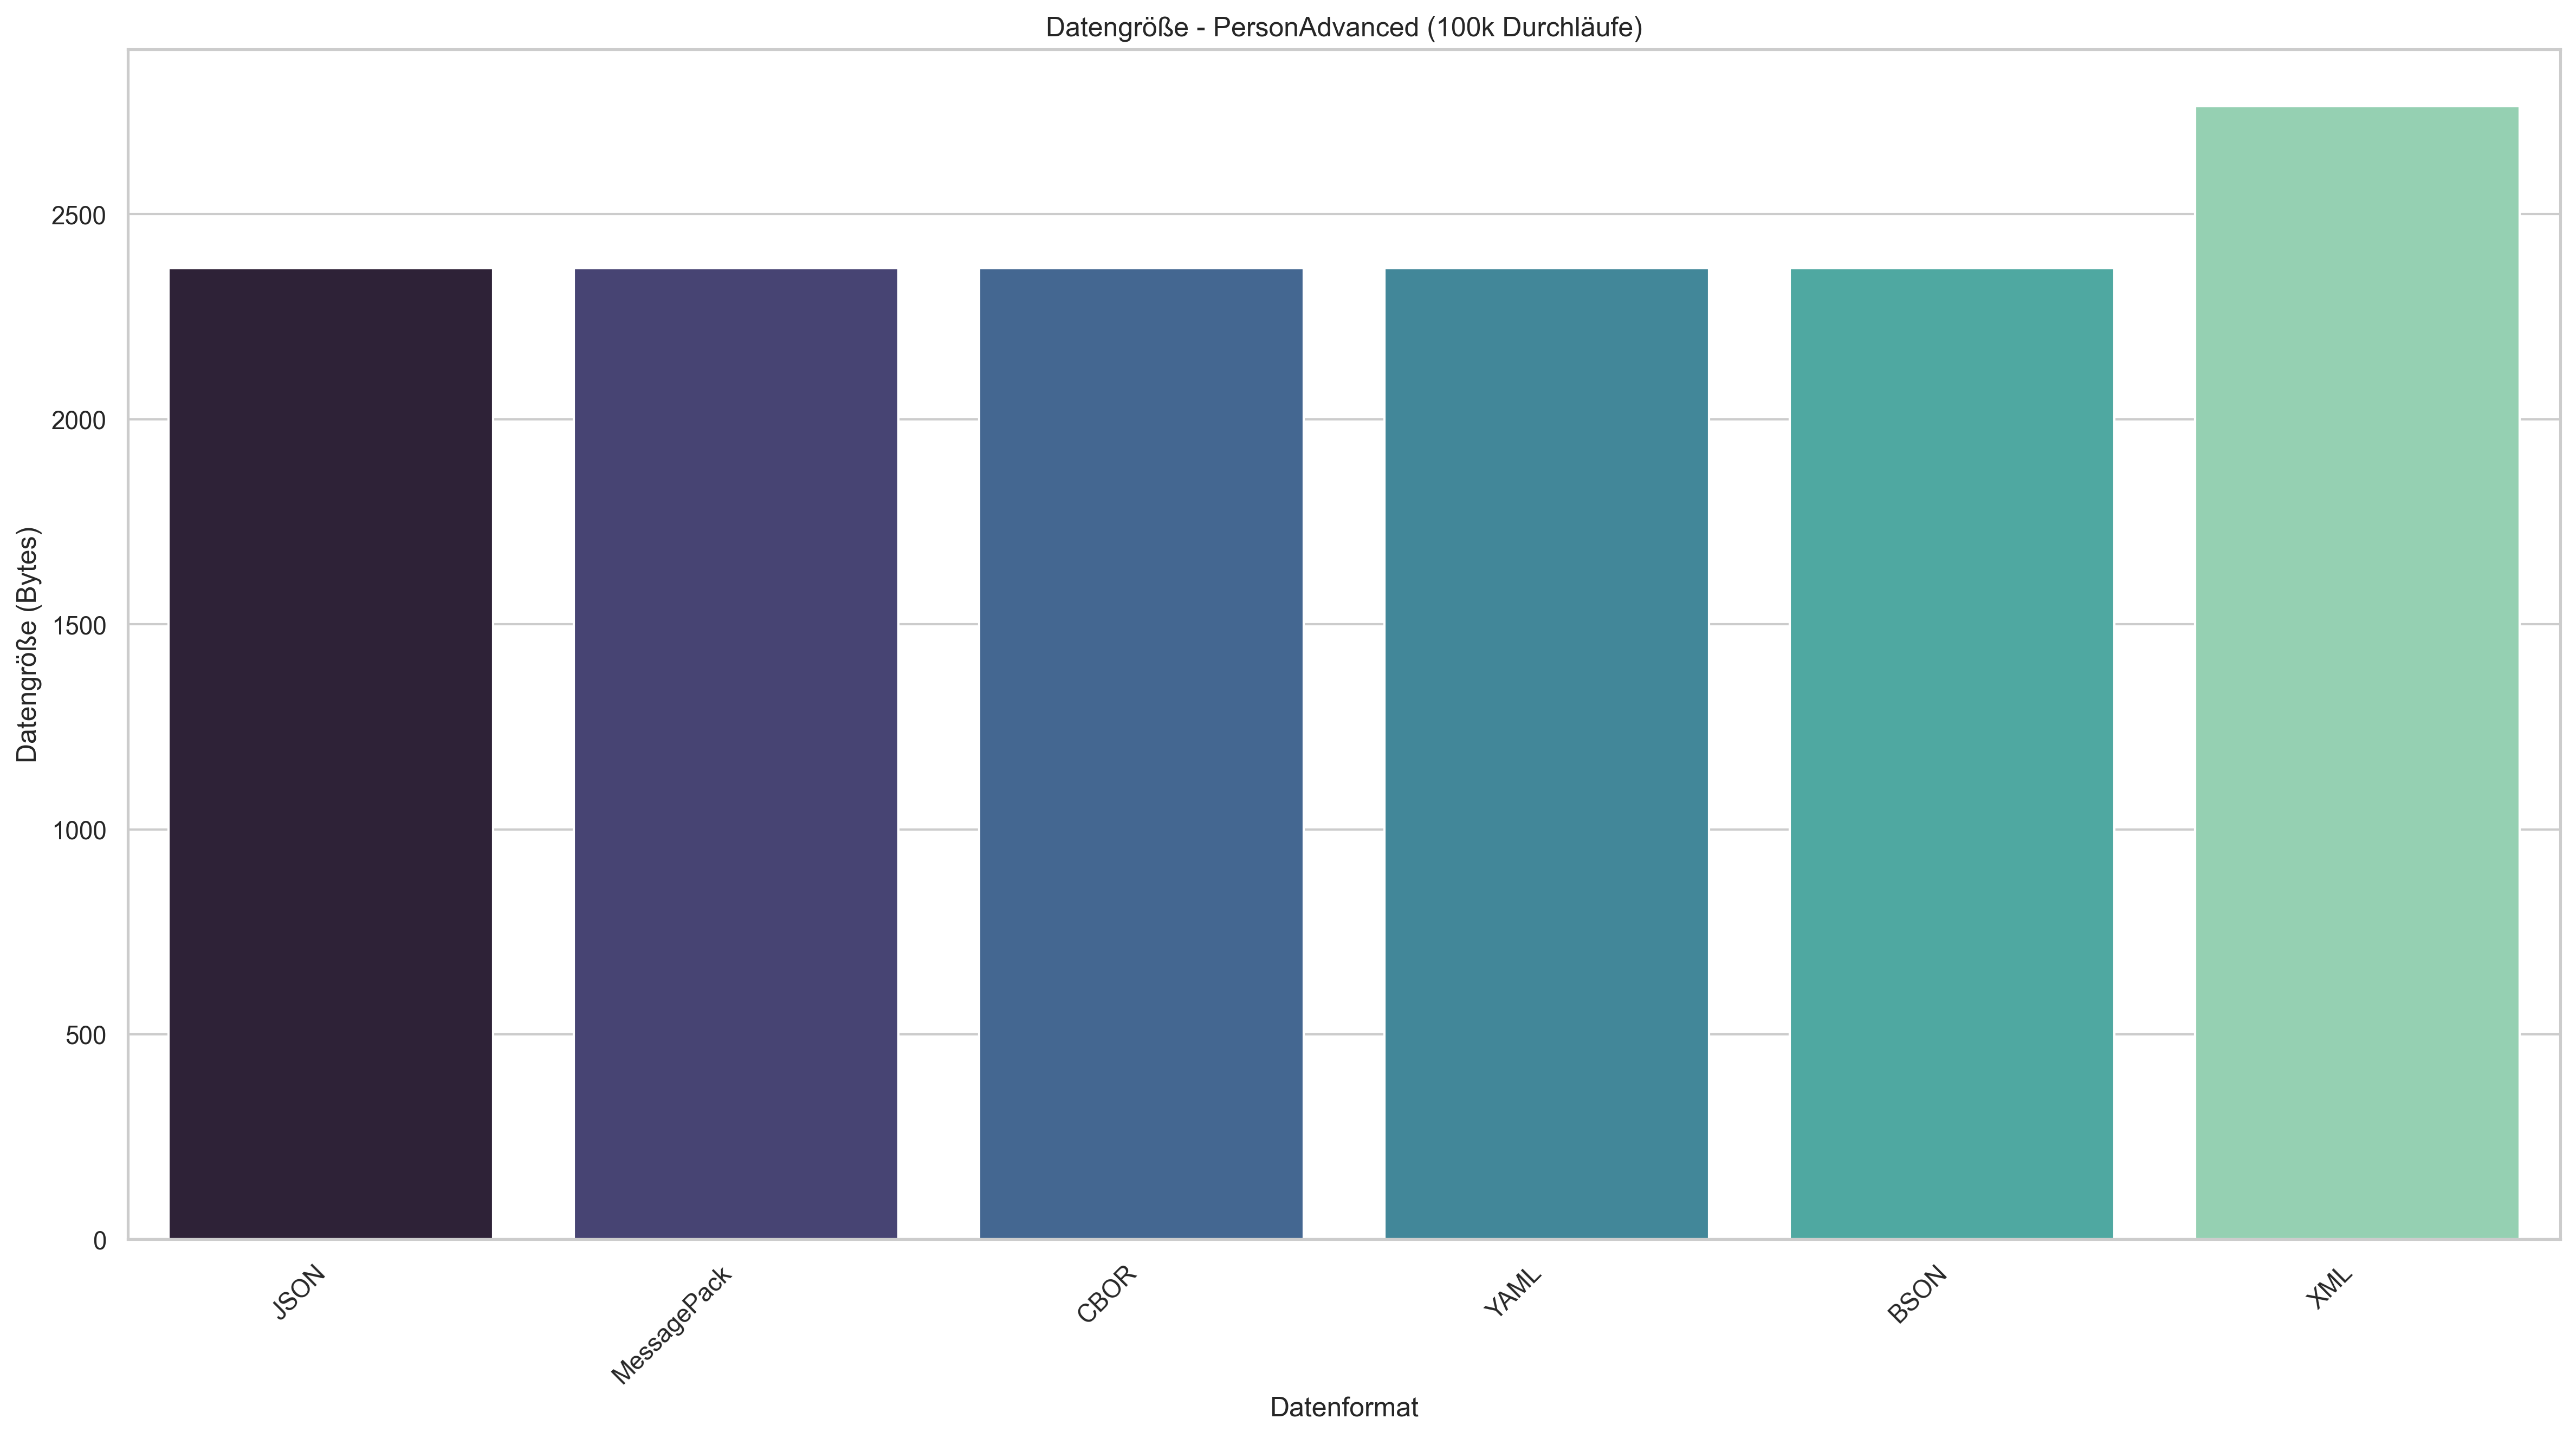 Datengröße - PersonAdvanced (100k Durchläufe)
Datengröße (Bytes)
2500
2000
1500
1000
500
0
JSON
MessagePack
CBOR
YAML
BSON
XML
Datenformat